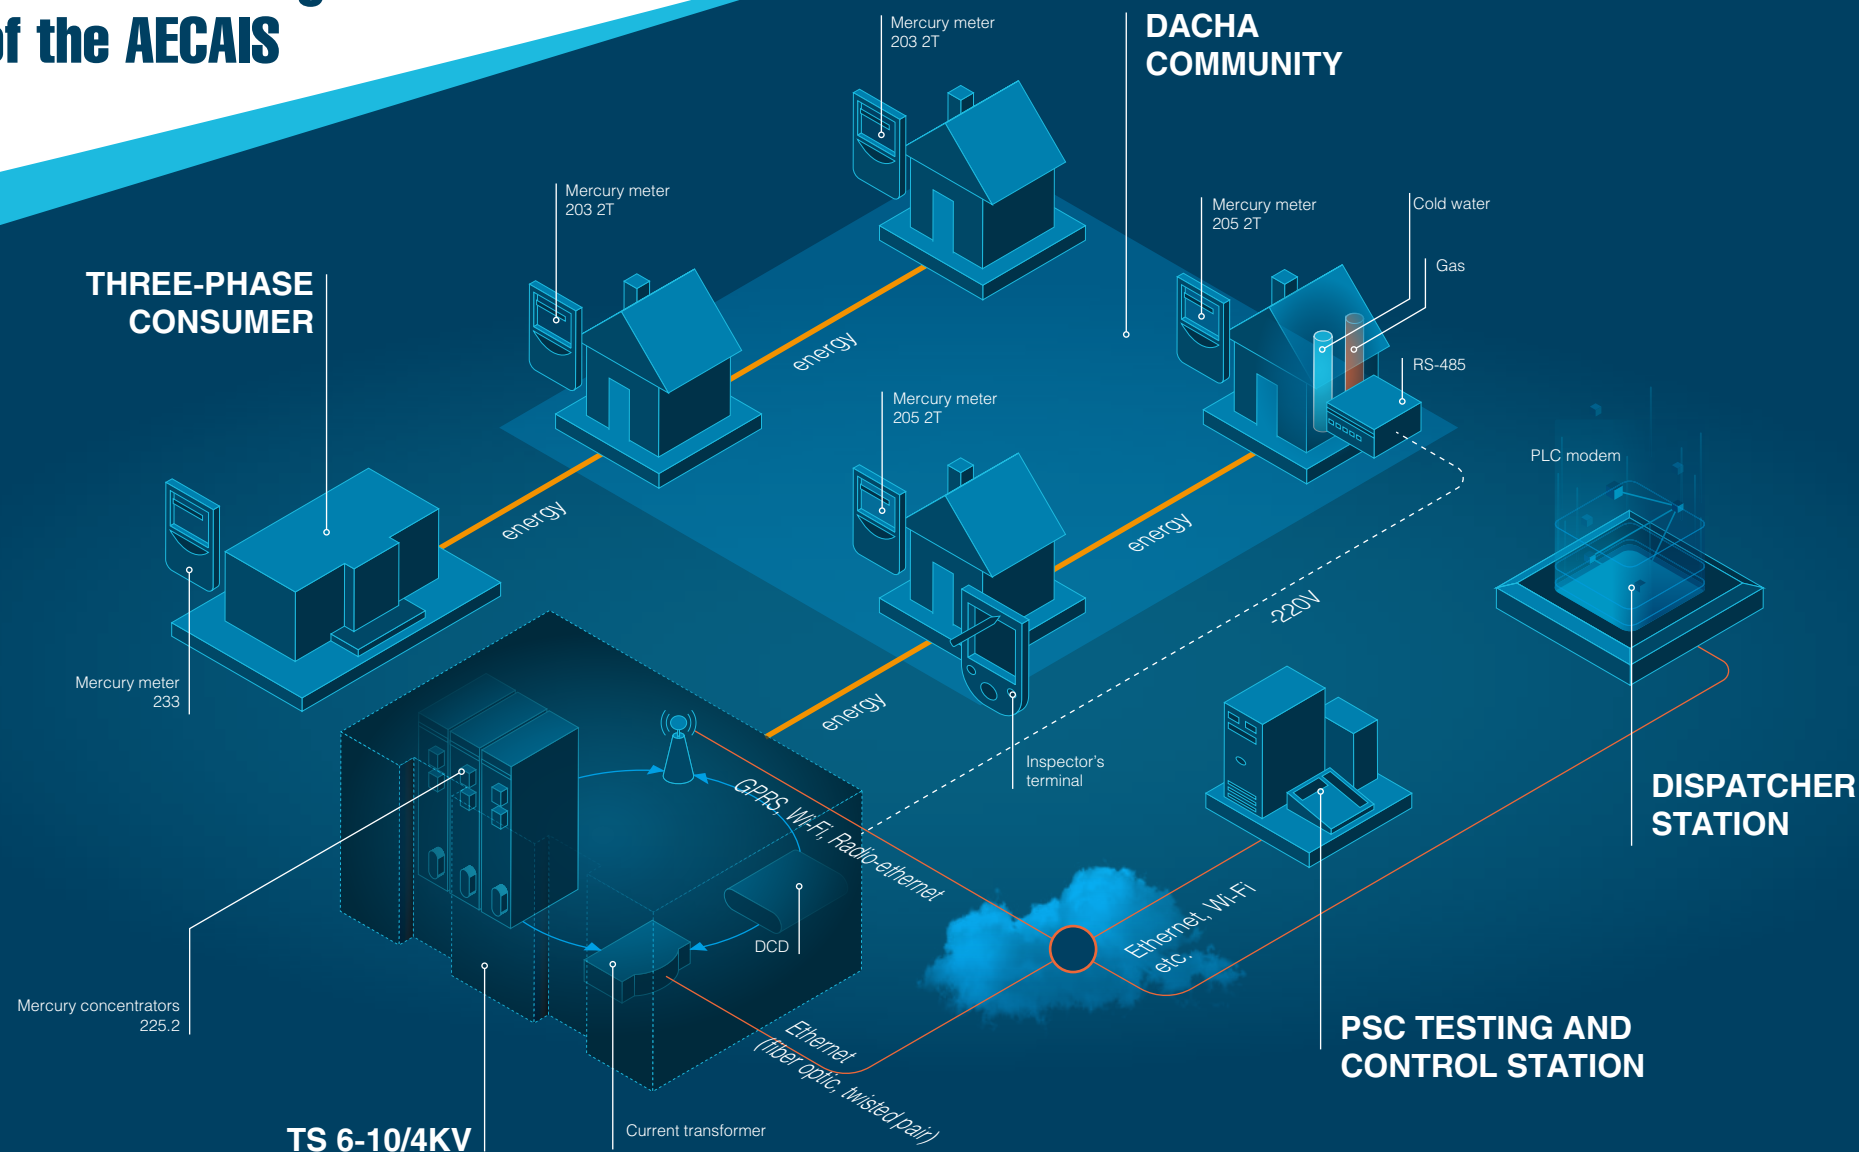 of the AECAIS
Mercury meter
203 2T
DACHA
COMMUNITY
Mercury meter
203 2T
Mercury meter
205 2T
Cold water
Gas
THREE-PHASE
CONSUMER
energy
RS-485
Mercury meter
205 2T
PLC modem
energy
energy
-220V
Mercury meter
233
energy
Inspector's
terminal
GPRS, Wi-Fi, Radio-ethernet
DISPATCHER
STATION
Ethernet, Wi-Fi
etc.
DCD
Mercury concentrators
225.2
PSC TESTING AND
CONTROL STATION
Ethernet
(fiber optic, twisted pair)
TS 6-10/4KV
Current transformer